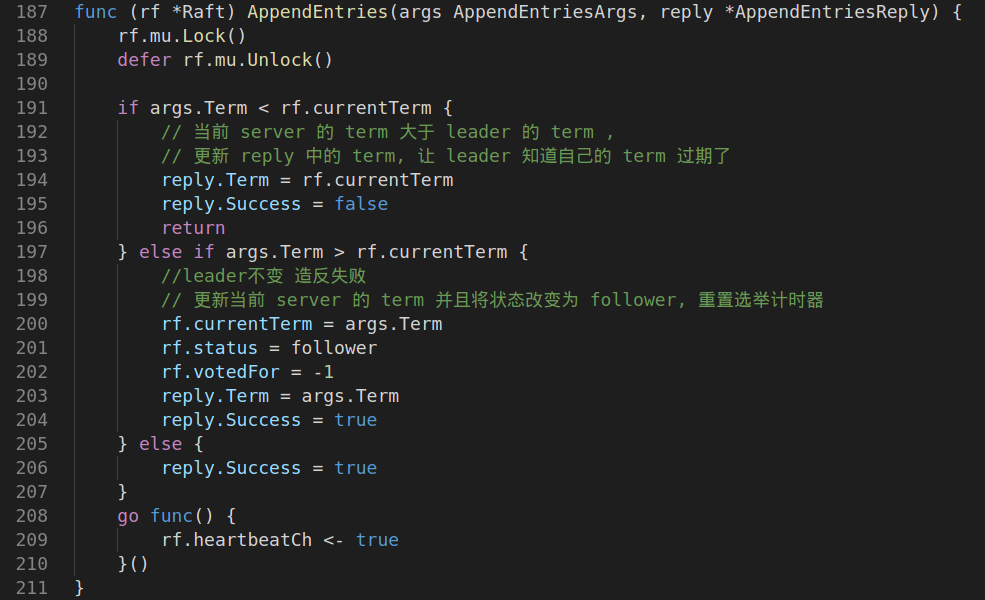 187 func (rf *Raft) AppendEntries(args AppendEntriesArgs, reply *AppendEntriesReply) {
188     rf.mu.Lock()
189     defer rf.mu.Unlock()
190
191     if args.Term < rf.currentTerm {
192         // 当前 server 的 term 大于 leader 的 term ,
193         // 更新 reply 中的 term, 让 leader 知道自己的 term 过期了
194         reply.Term = rf.currentTerm
195         reply.Success = false
196         return
197     } else if args.Term > rf.currentTerm {
198         //leader不变 造反失败
199         // 更新当前 server 的 term 并且将状态改变为 follower, 重置选举计时器
200         rf.currentTerm = args.Term
201         rf.status = follower
202         rf.votedFor = -1
203         reply.Term = args.Term
204         reply.Success = true
205     } else {
206         reply.Success = true
207     }
208     go func() {
209         rf.heartbeatCh <- true
210     }()
211 }